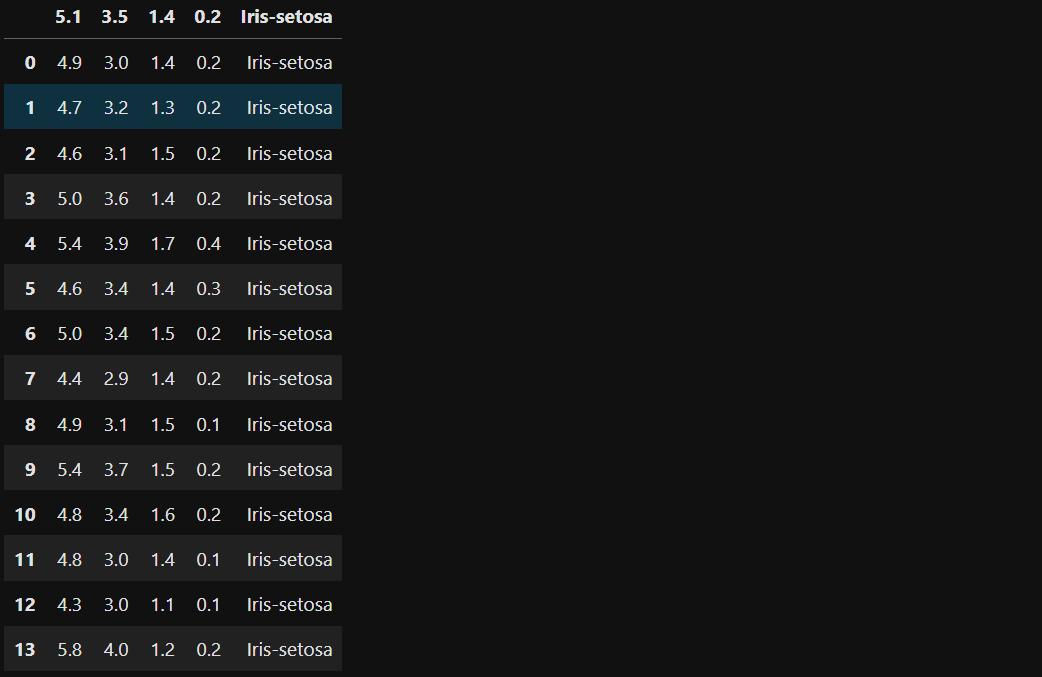 5.1 3.5 1.4 0.2 Iris-setosa
0 4.9 3.0 1.4 0.2 Iris-setosa
1 4.7 3.2 1.3 0.2 Iris-setosa
2 4.6 3.1 1.5 0.2 Iris-setosa
3 5.0 3.6 1.4 0.2 Iris-setosa
4 5.4 3.9 1.7 0.4 Iris-setosa
5 4.6 3.4 1.4 0.3 Iris-setosa
6 5.0 3.4 1.5 0.2 Iris-setosa
7 4.4 2.9 1.4 0.2 Iris-setosa
8 4.9 3.1 1.5 0.1 Iris-setosa
9 5.4 3.7 1.5 0.2 Iris-setosa
10 4.8 3.4 1.6 0.2 Iris-setosa
11 4.8 3.0 1.4 0.1 Iris-setosa
12 4.3 3.0 1.1 0.1 Iris-setosa
13 5.8 4.0 1.2 0.2 Iris-setosa